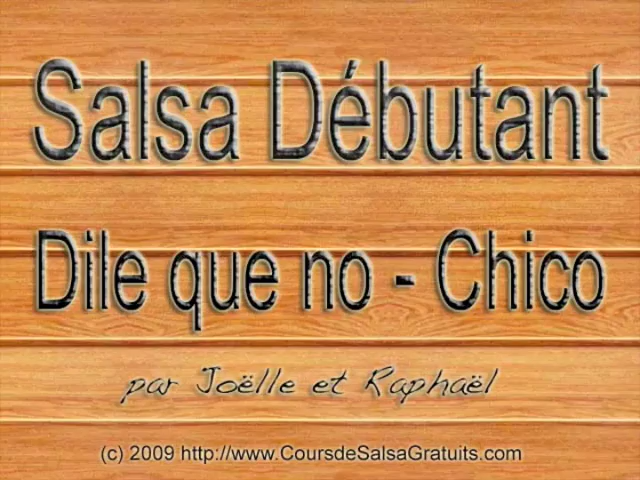 Salsa Débutant
Dile que no - Chico
par Joëlle et Raphaël
(c) 2009 http://www.CoursdeSalsaGratuits.com